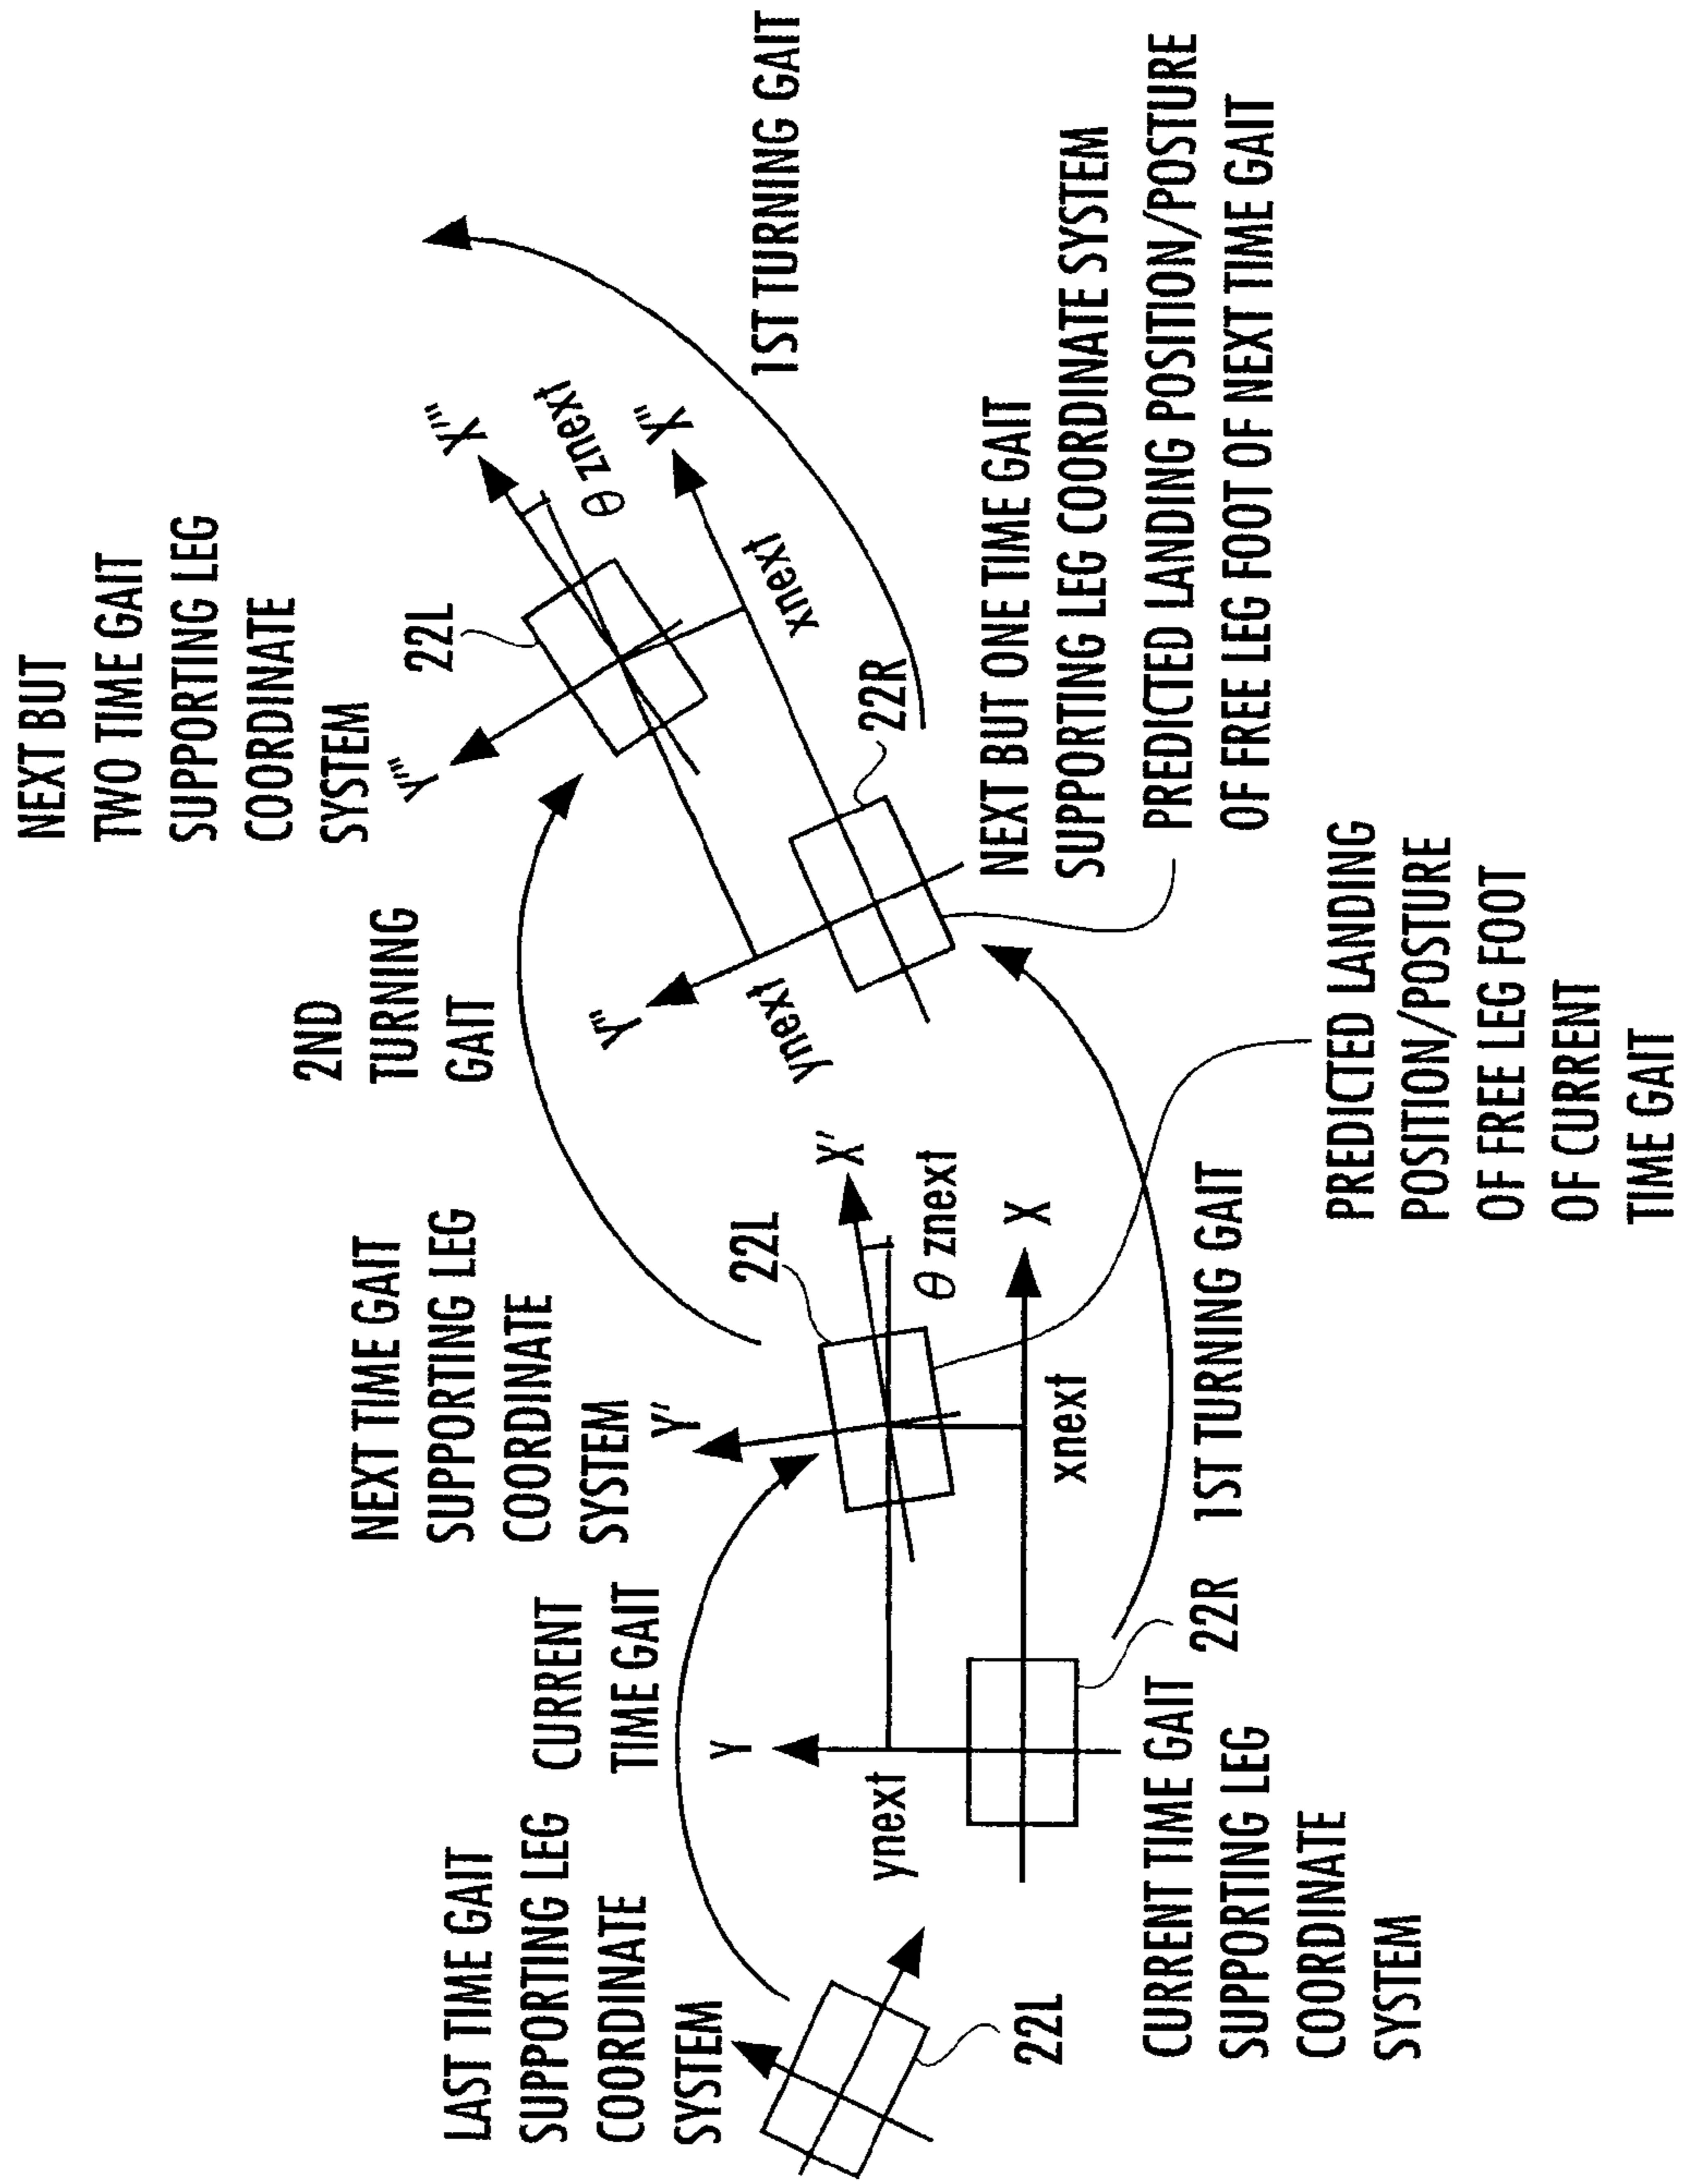 LAST TIME GAIT
SUPPORTING LEG
COORDINATE
SYSTEM
22L
CURRENT TIME GAIT
SUPPORTING LEG
COORDINATE
SYSTEM
CURRENT
TIME GAIT
Y
ynext
22R
X
xnext
1ST TURNING GAIT
NEXT TIME GAIT
SUPPORTING LEG
COORDINATE
SYSTEM
Y'
22L
X'
θ znext
PREDICTED LANDING
POSITION/POSTURE
OF FREE LEG FOOT
OF CURRENT
TIME GAIT
2ND
TURNING
GAIT
Y"
ynext
22R
xnext
X"
NEXT BUT ONE TIME GAIT
SUPPORTING LEG COORDINATE SYSTEM
PREDICTED LANDING POSITION/POSTURE
OF FREE LEG FOOT OF NEXT TIME GAIT
NEXT BUT
TWO TIME GAIT
SUPPORTING LEG
COORDINATE
SYSTEM
22L
Y"'
X"'
θ znext
1ST TURNING GAIT